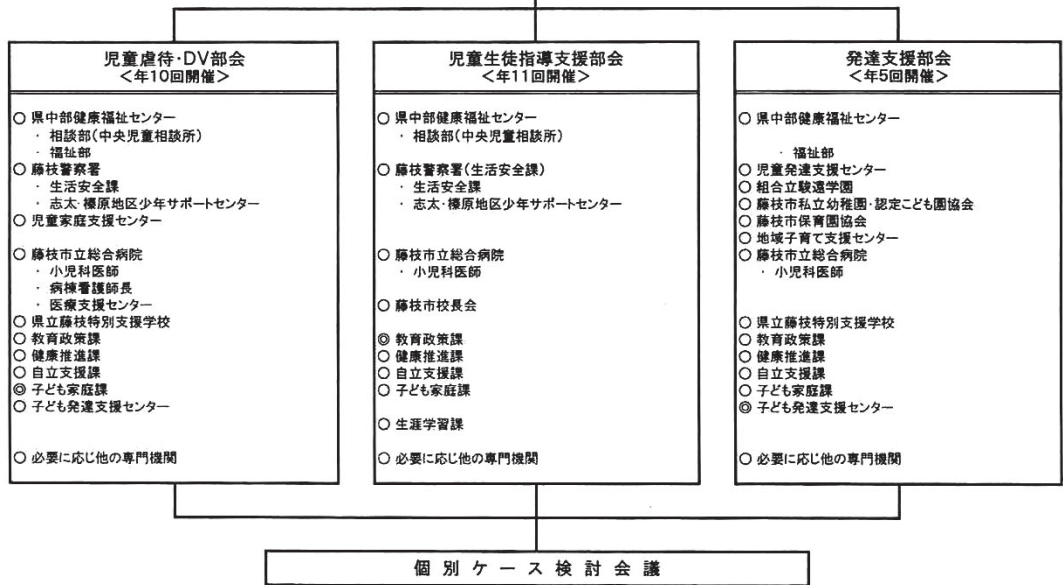 児童虐待・DV部会
<年10回開催>
○ 県中部健康福祉センター
・ 相談部(中央児童相談所)
・ 福祉部
○ 藤枝警察署
・ 生活安全課
・ 志太・榛原地区少年サポートセンター
○ 児童家庭支援センター
○ 藤枝市立総合病院
・ 小児科医師
・ 病棟看護師長
・ 医療支援センター
○ 県立藤枝特別支援学校
○ 教育政策課
○ 健康推進課
○ 自立支援課
◎ 子ども家庭課
○ 子ども発達支援センター
○ 必要に応じ他の専門機関
児童生徒指導支援部会
<年11回開催>
○ 県中部健康福祉センター
・ 相談部(中央児童相談所)
○ 藤枝警察署(生活安全課)
・ 生活安全課
・ 志太・榛原地区少年サポートセンター
○ 藤枝市立総合病院
・ 小児科医師
○ 藤枝市校長会
◎ 教育政策課
○ 健康推進課
○ 自立支援課
○ 子ども家庭課
○ 生涯学習課
○ 必要に応じ他の専門機関
発達支援部会
<年5回開催>
○ 県中部健康福祉センター
・ 福祉部
○ 児童発達支援センター
○ 組合立駿遠学園
○ 藤枝市私立幼稚園・認定こども園協会
○ 藤枝市保育園協会
○ 地域子育て支援センター
○ 藤枝市立総合病院
・ 小児科医師
○ 県立藤枝特別支援学校
○ 教育政策課
○ 健康推進課
○ 自立支援課
○ 子ども家庭課
◎ 子ども発達支援センター
○ 必要に応じ他の専門機関
個別ケース検討会議